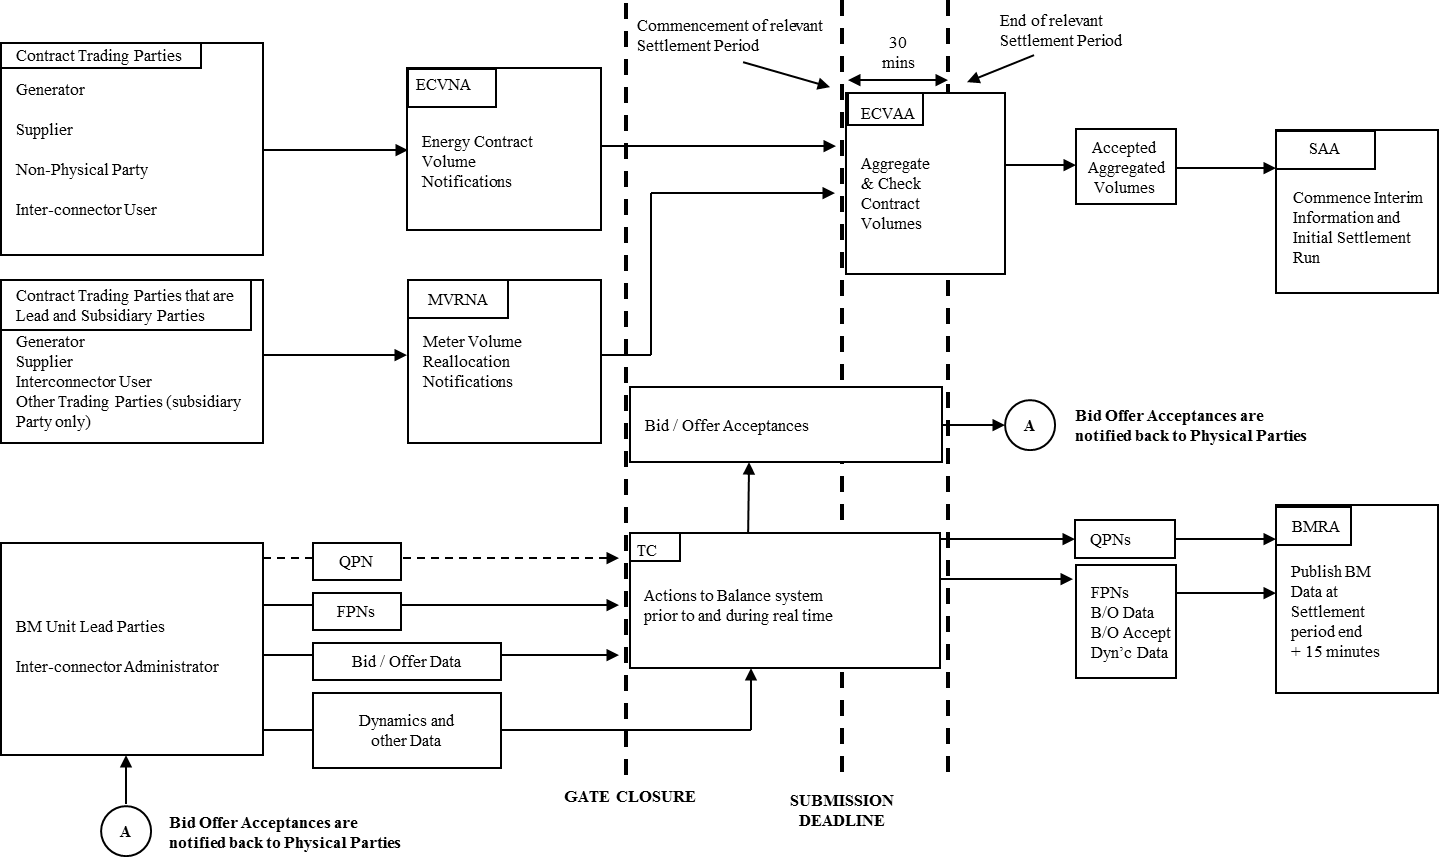 Commencement of relevant
Settlement Period
30
mins
End of relevant
Settlement Period
Contract Trading Parties
Generator
Supplier
Non-Physical Party
Inter-connector User
ECVNA
Energy Contract
Volume
Notifications
ECVAA
Aggregate
& Check
Contract
Volumes
Accepted
Aggregated
Volumes
SAA
Commence Interim
Information and
Initial Settlement
Run
Contract Trading Parties that are
Lead and Subsidiary Parties
Generator
Supplier
Interconnector User
Other Trading Parties (subsidiary
Party only)
MVRNA
Meter Volume
Reallocation
Notifications
Bid / Offer Acceptances
A
Bid Offer Acceptances are
notified back to Physical Parties
BM Unit Lead Parties
Inter-connector Administrator
QPN
FPNs
Bid / Offer Data
Dynamics and
other Data
TC
Actions to Balance system
prior to and during real time
QPNs
FPNs
B/O Data
B/O Accept
Dyn’c Data
BMRA
Publish BM
Data at
Settlement
period end
+ 15 minutes
GATE CLOSURE
SUBMISSION
DEADLINE
A
Bid Offer Acceptances are
notified back to Physical Parties